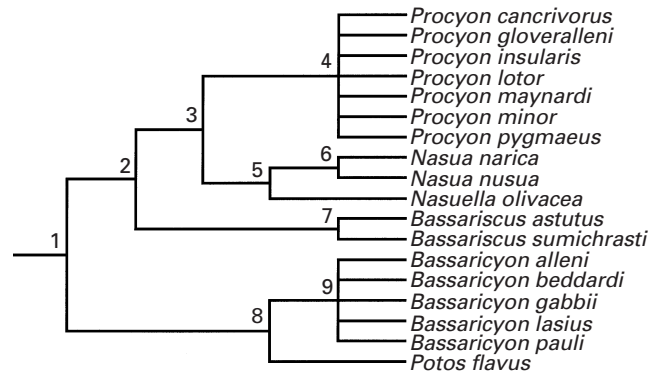 Procyon cancrivorus
Procyon gloveralleni
Procyon insularis
4
Procyon lotor
Procyon maynardi
3
Procyon minor
Procyon pygmaeus
6
Nasua narica
2
5
Nasua nusua
Nasuella olivacea
7
Bassariscus astutus
1
Bassariscus sumichrasti
Bassaricyon alleni
9
Bassaricyon beddardi
Bassaricyon gabbii
8
Bassaricyon lasius
Bassaricyon pauli
Potos flavus